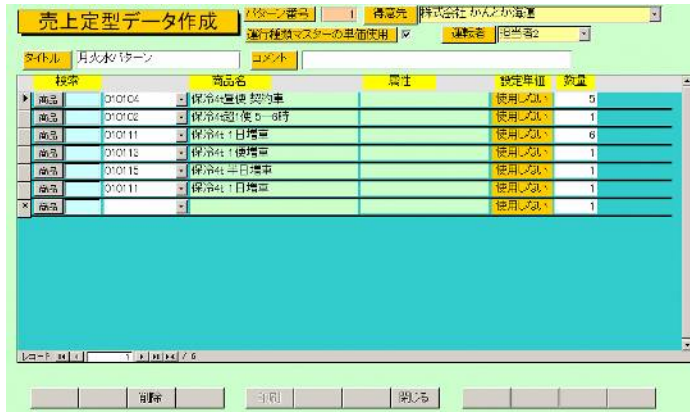 売上定型データ作成
パターン番号 1 得意先 株式会社 かんとか海運
運行種類マスターの単価使用 運転者 担当者2
タイトル 月火水パターン コメント
検索 商品名 属性 設定単価 数量
商品 010104 保冷4t昼便 契約車 使用しない 5
商品 010102 保冷4t超1便 5-6時 使用しない 1
商品 010111 保冷4t 1日増車 使用しない 6
商品 010113 保冷4t 1便増車 使用しない 1
商品 010115 保冷4t 半日増車 使用しない 1
商品 010111 保冷4t 1日増車 使用しない 1
商品 使用しない 1
レコード: 1 / 6
削除 印刷 閉じる